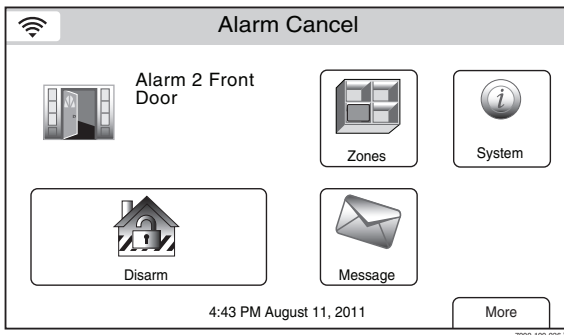 Alarm Cancel
Alarm 2 Front
Door
Zones
System
Disarm
Message
4:43 PM August 11, 2011
More